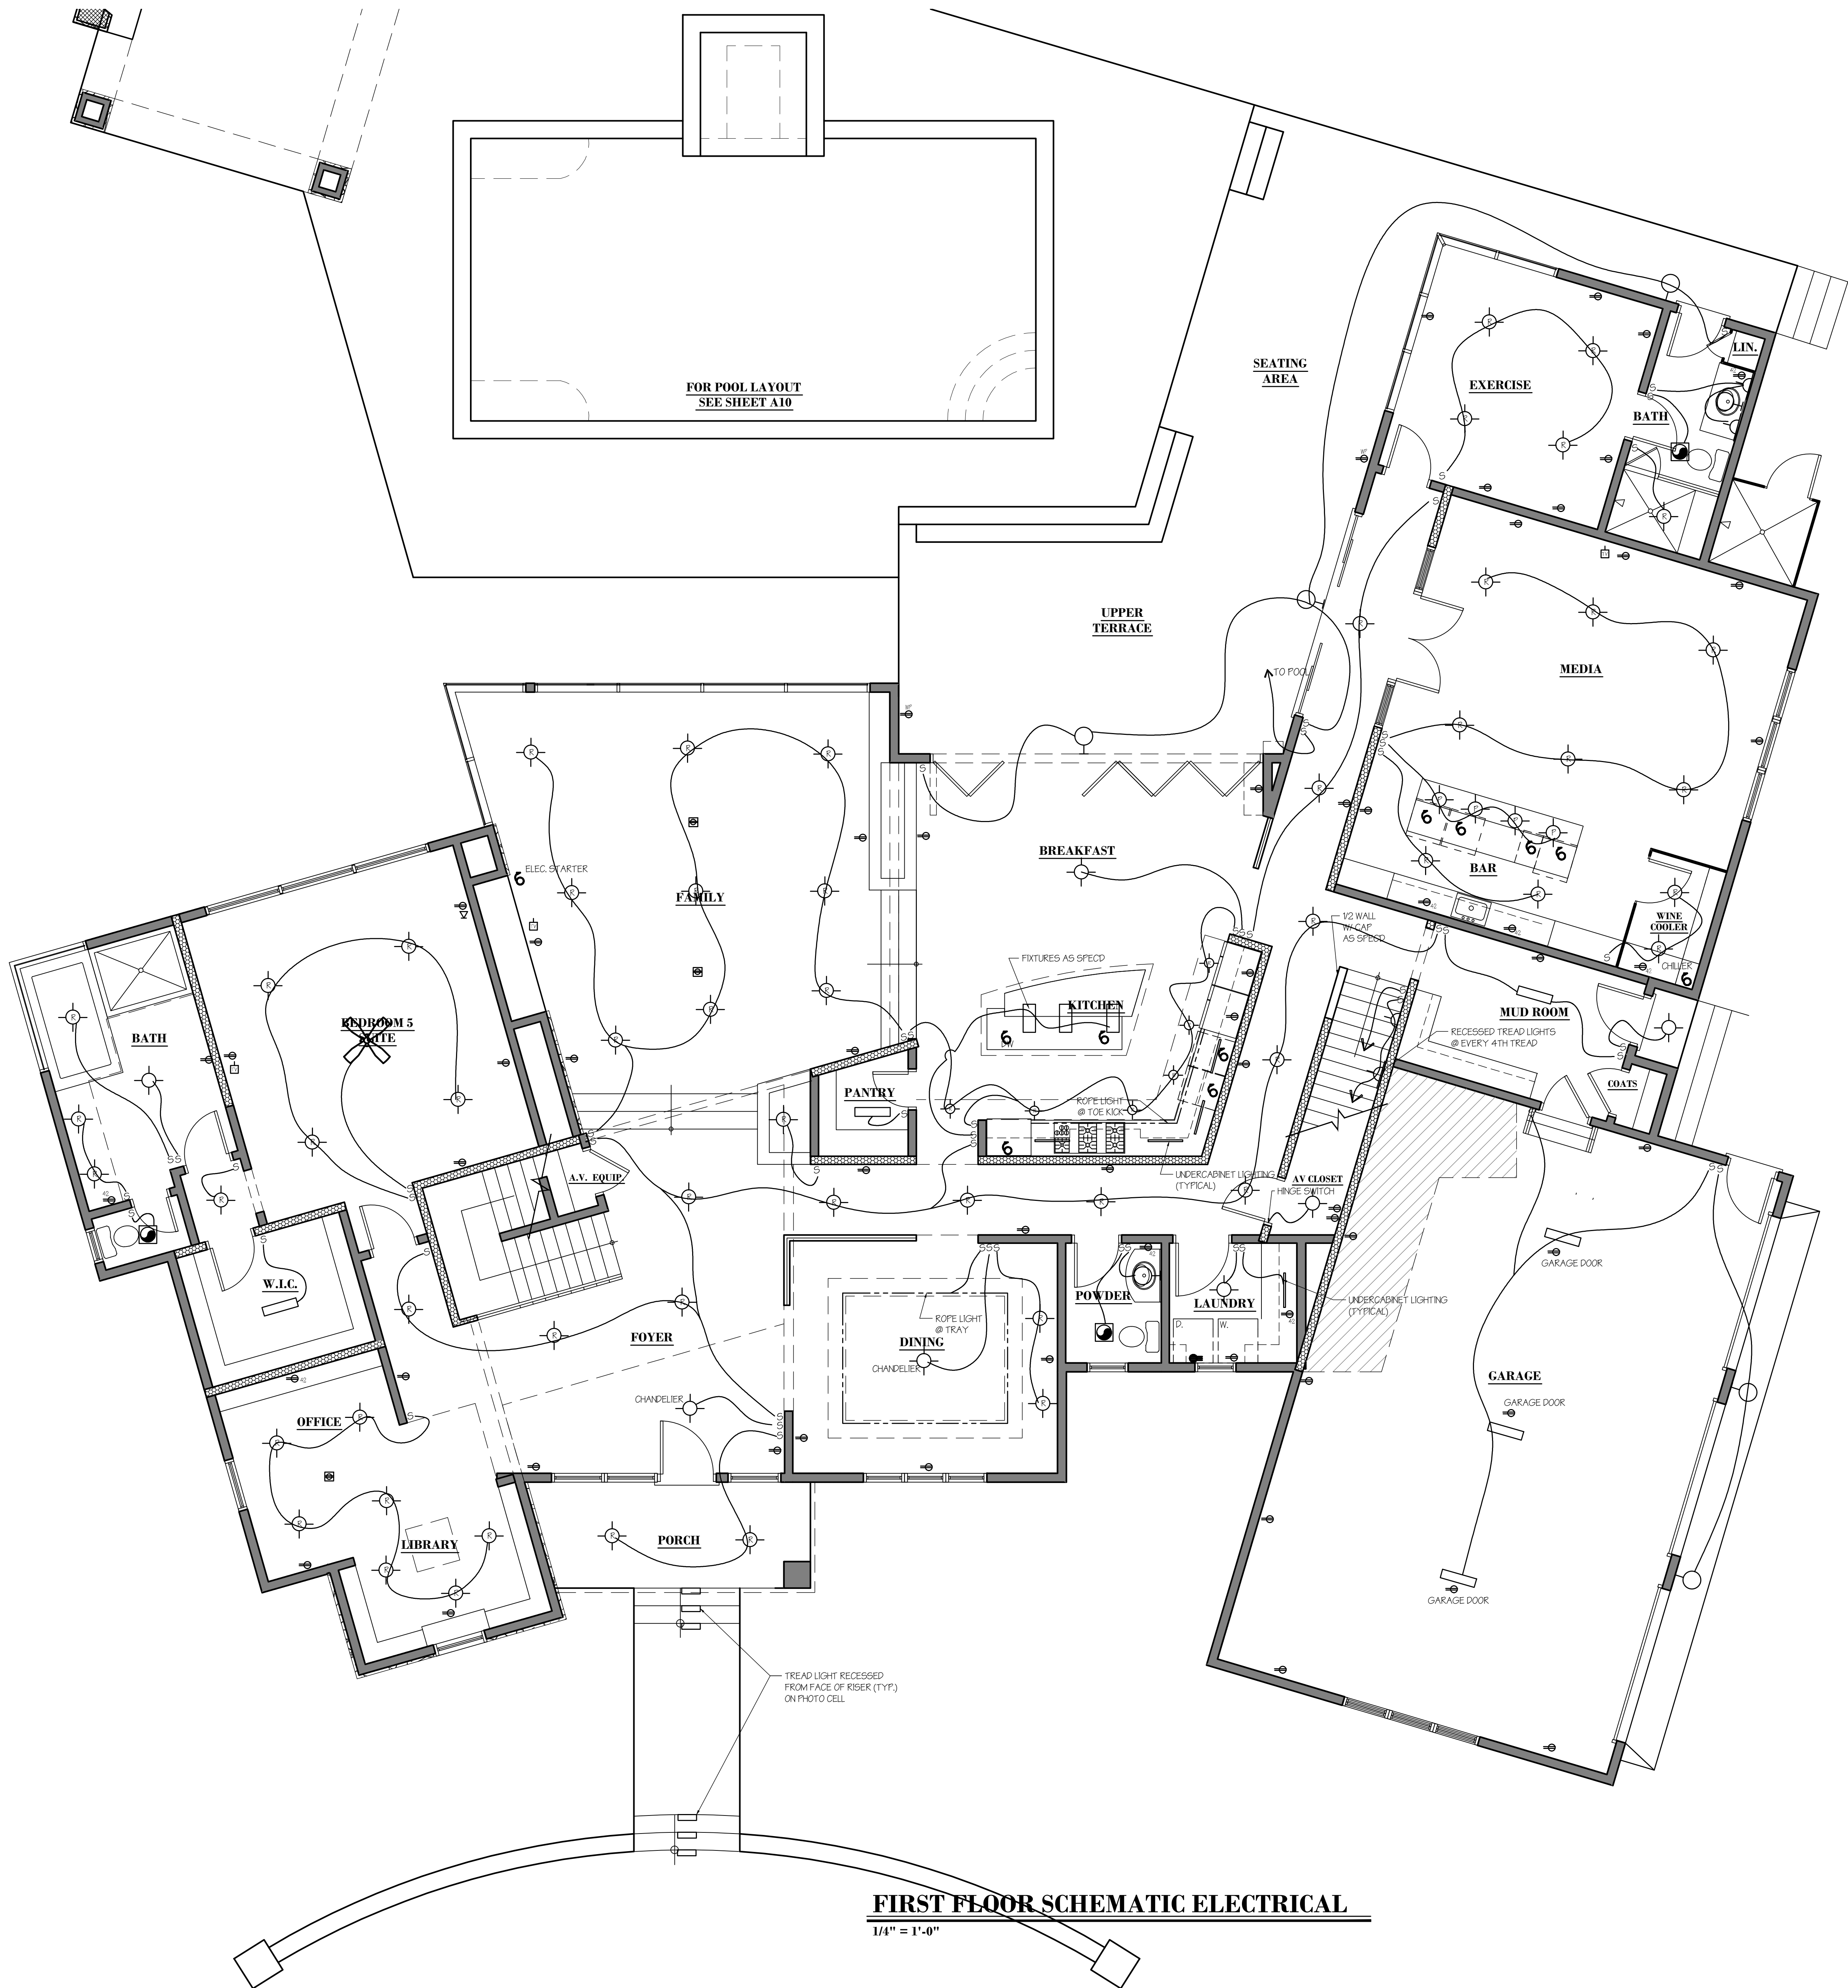 FOR POOL LAYOUT
SEE SHEET A10
SEATING
AREA
LIN.
EXERCISE
BATH
UPPER
TERRACE
TO POOL
MEDIA
BREAKFAST
ELEC. STARTER
FAMILY
BAR
1/2 WALL
W/ CAP
AS SPEC'D
WINE
COOLER
CHILLER
FIXTURES AS SPEC'D
KITCHEN
DW
MUD ROOM
RECESSED TREAD LIGHTS
@ EVERY 4TH TREAD
BATH
BEDROOM 5
SUITE
PANTRY
ROPE LIGHT
@ TOE KICK
COATS
A.V. EQUIP.
UNDERCABINET LIGHTING
(TYPICAL)
AV CLOSET
HINGE SWITCH
GARAGE DOOR
W.I.C.
POWDER
LAUNDRY
UNDERCABINET LIGHTING
(TYPICAL)
D.
W.
ROPE LIGHT
@ TRAY
FOYER
DINING
CHANDELIER
GARAGE
CHANDELIER
GARAGE DOOR
OFFICE
LIBRARY
PORCH
GARAGE DOOR
TREAD LIGHT RECESSED
FROM FACE OF RISER (TYP.)
ON PHOTO CELL
FIRST FLOOR SCHEMATIC ELECTRICAL
1/4" = 1'-0"